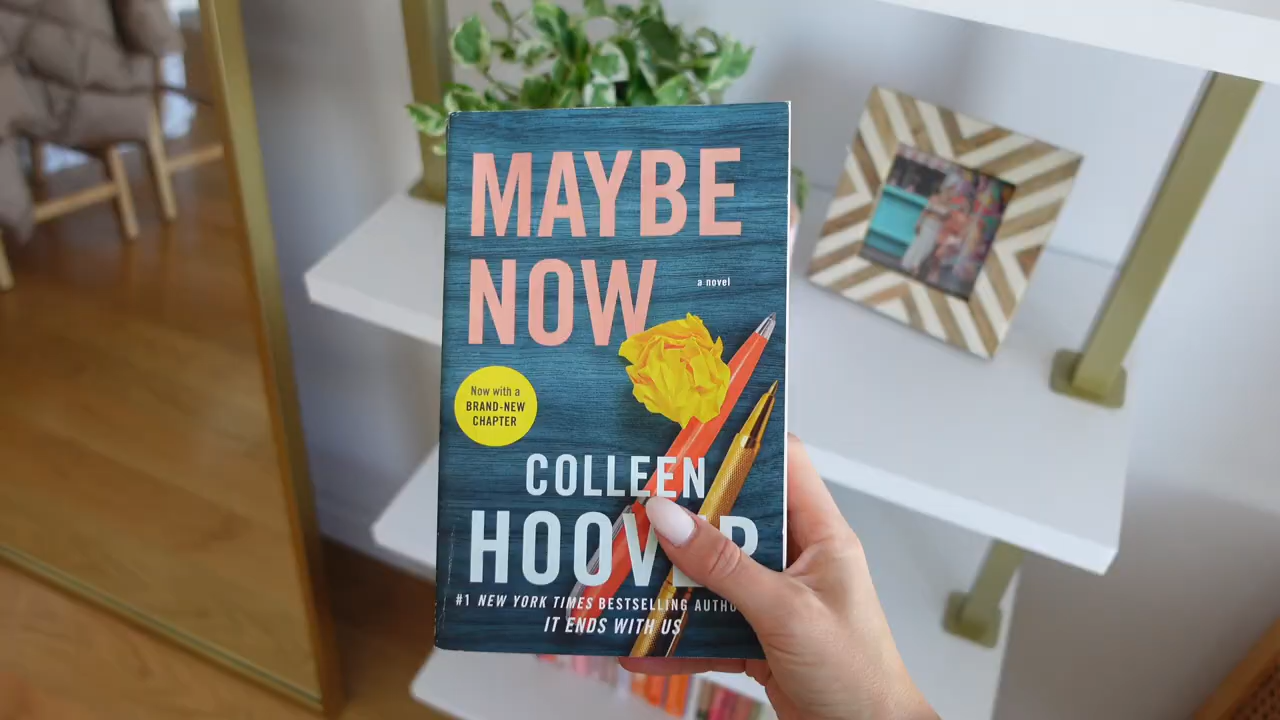 MAYBE
NOW
a novel
Now with a
BRAND-NEW
CHAPTER
COLLEEN
HOOVER
#1 NEW YORK TIMES BESTSELLING AUTHO
IT ENDS WITH US